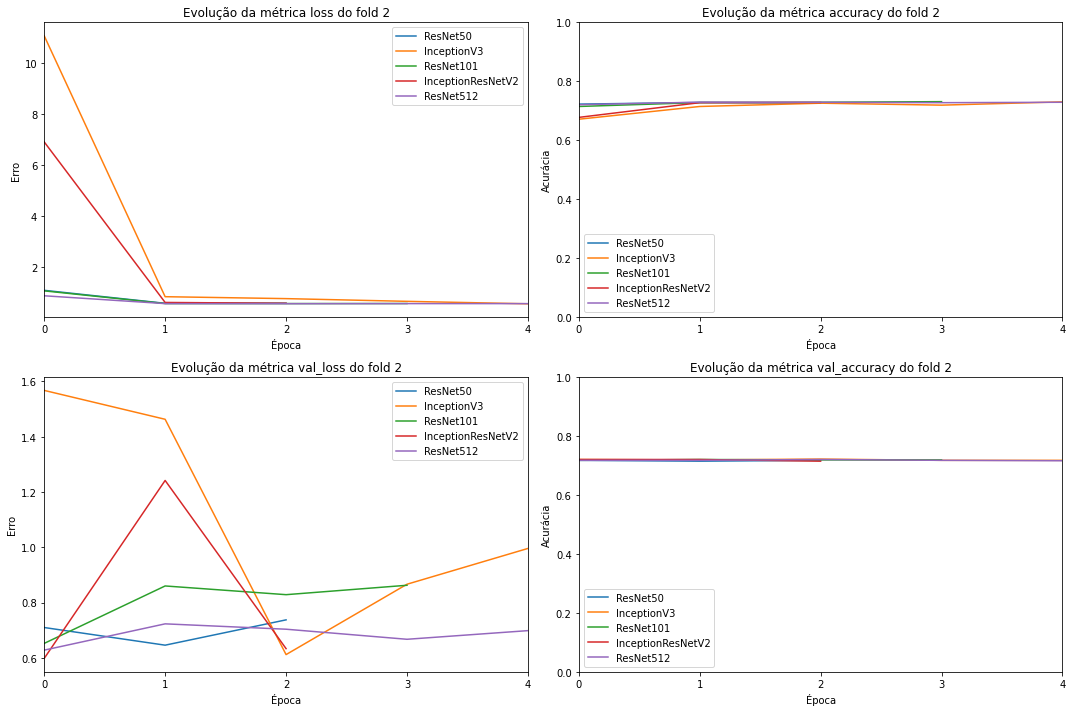 Evolução da métrica loss do fold 2
Erro
10
8
6
4
2
0 1 2 3 4
Época
ResNet50
InceptionV3
ResNet101
InceptionResNetV2
ResNet512
Evolução da métrica accuracy do fold 2
Acurácia
1.0
0.8
0.6
0.4
0.2
0.0
0 1 2 3 4
Época
ResNet50
InceptionV3
ResNet101
InceptionResNetV2
ResNet512
Evolução da métrica val_loss do fold 2
Erro
1.6
1.4
1.2
1.0
0.8
0.6
0 1 2 3 4
Época
ResNet50
InceptionV3
ResNet101
InceptionResNetV2
ResNet512
Evolução da métrica val_accuracy do fold 2
Acurácia
1.0
0.8
0.6
0.4
0.2
0.0
0 1 2 3 4
Época
ResNet50
InceptionV3
ResNet101
InceptionResNetV2
ResNet512